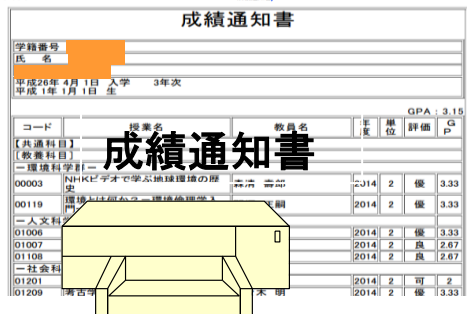 成績通知書
学籍番号
氏 名
平成26年 4月 1日 入学 3年次
平成 1年 1月 1日 生
GPA : 3.15
コード 授業名 教員名 年度 単位 評価 GP
【共通科目】
[教養科目]
成績通知書
－環境科学群－
00003 NHKビデオで学ぶ地球環境の歴史 2014 2 優 3.33
00119 2014 2 優 3.33
－人文科
01006 2014 2 優 3.33
01007 2014 2 良 2.67
01108 2014 2 良 2.67
－社会科
01201 2014 2 可 2
01209 考古学 木 明 2014 2 優 3.33